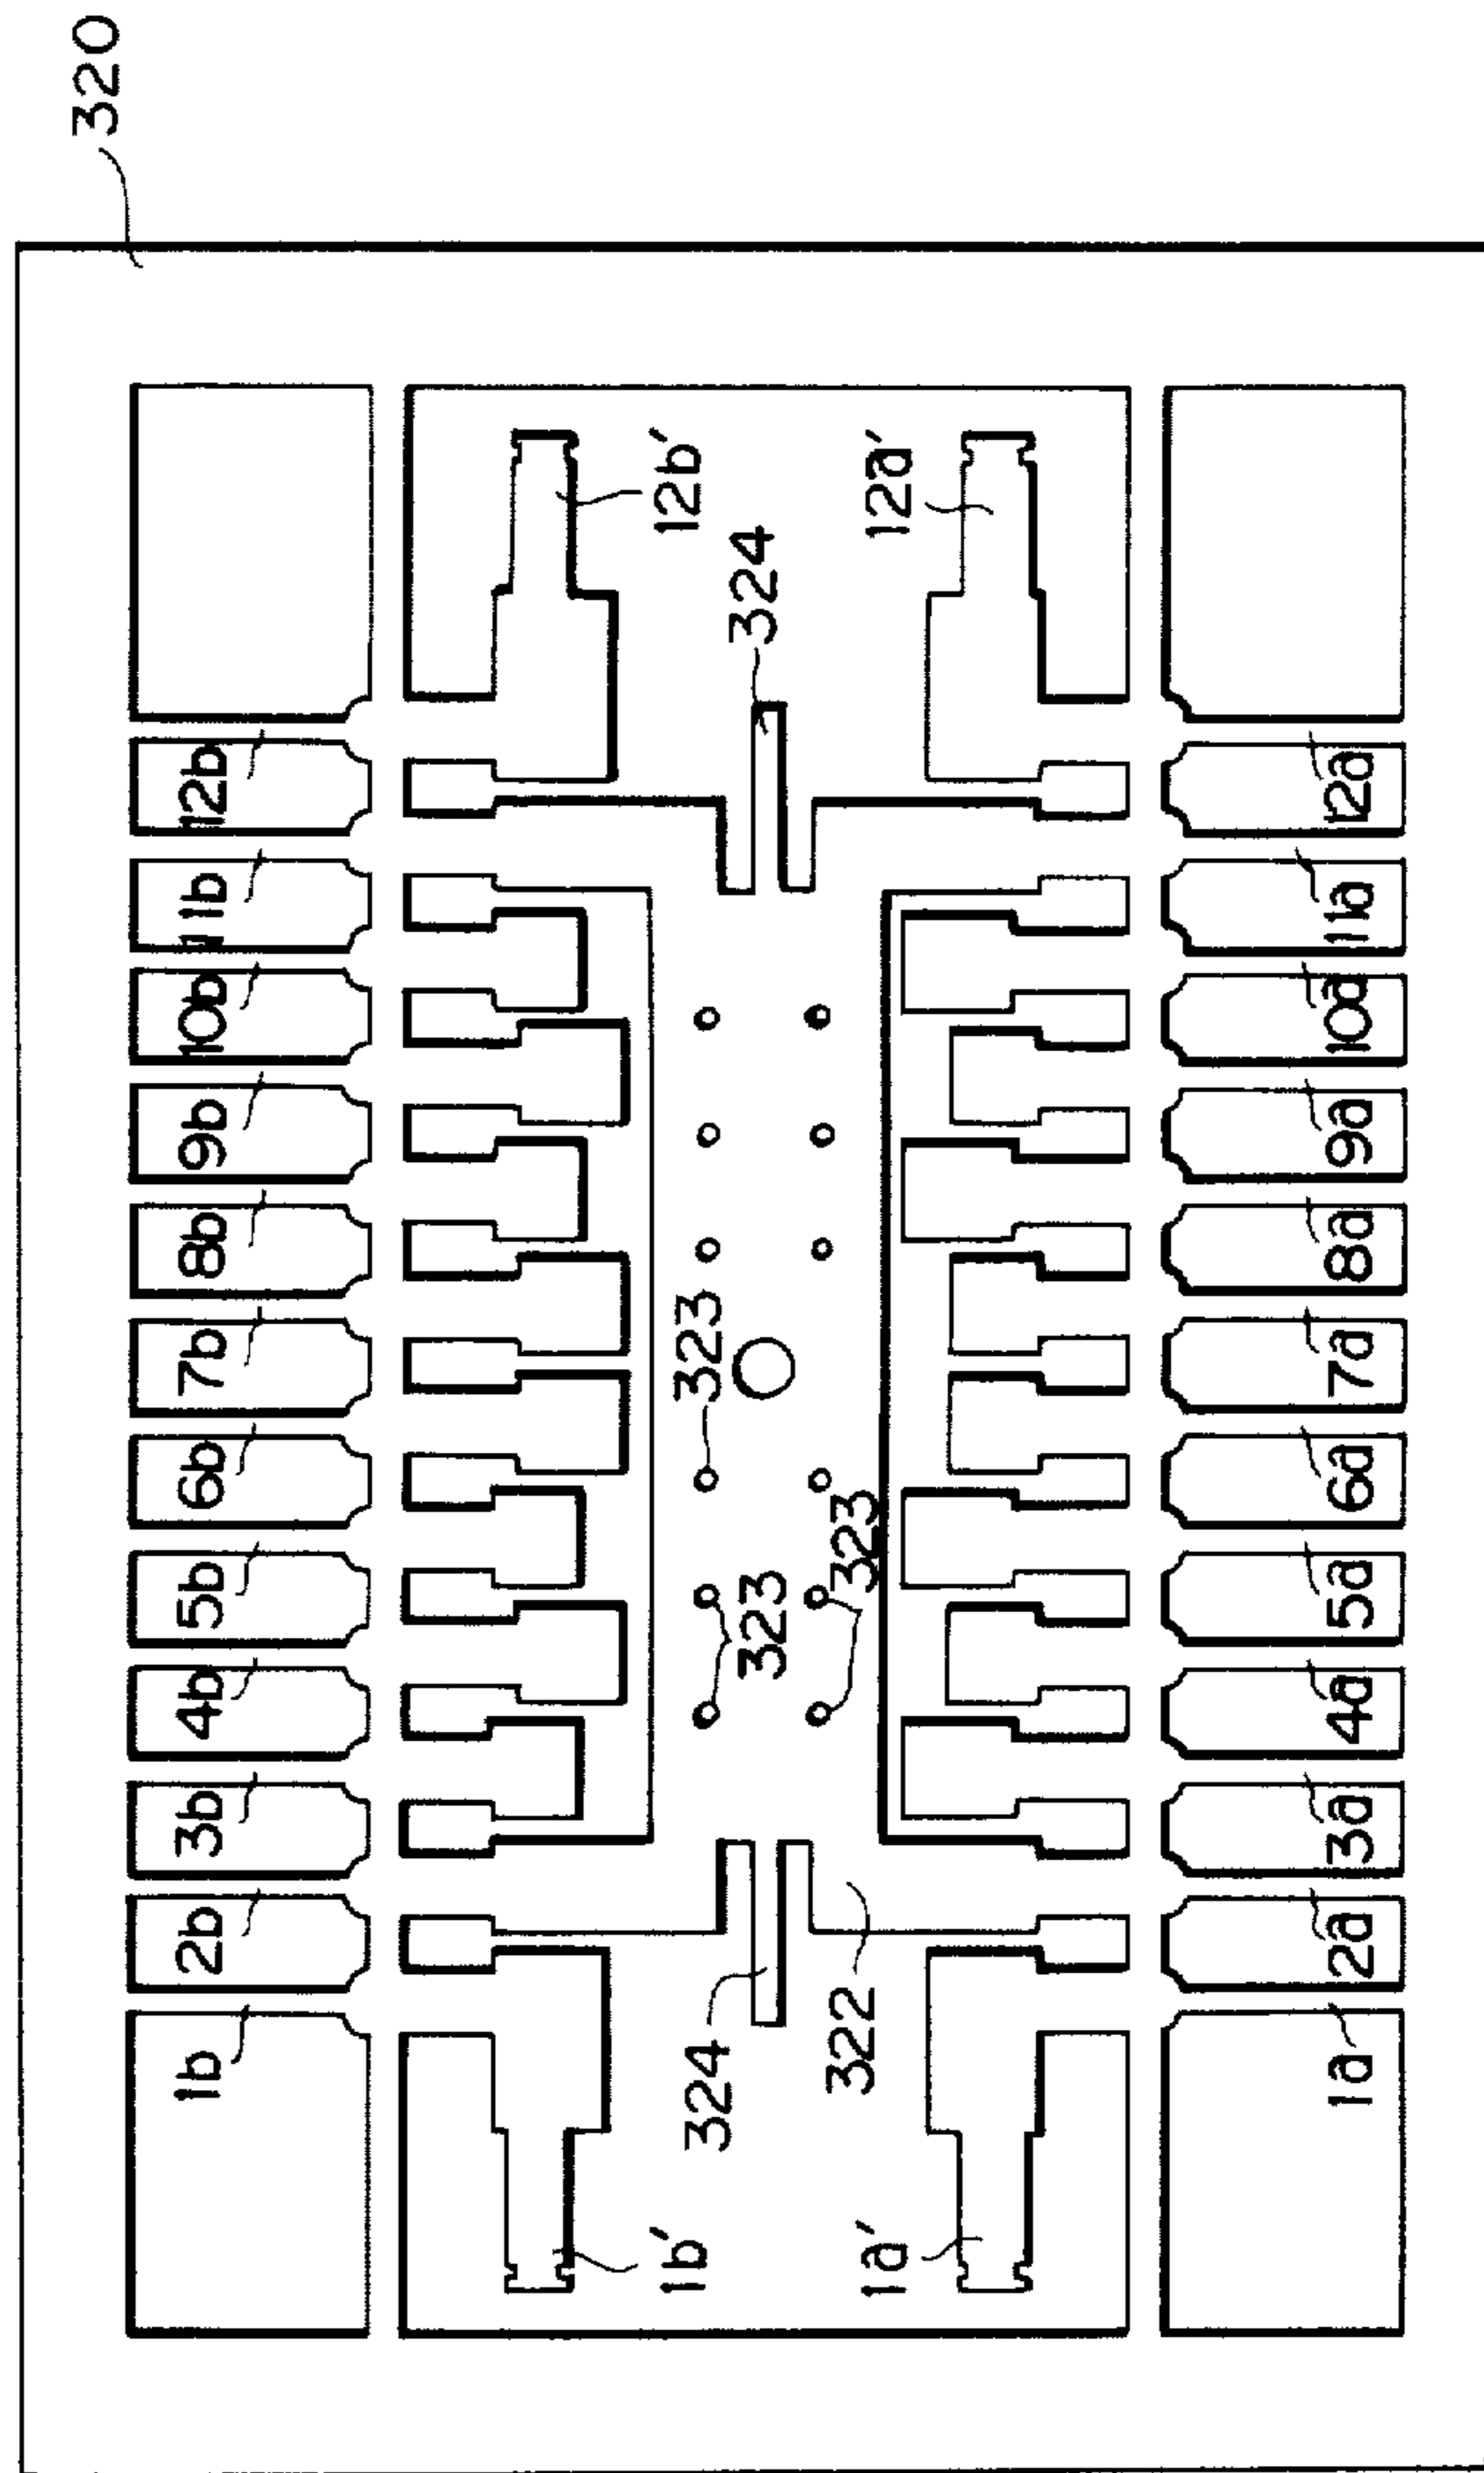 320
1b 2b 3b 4b 5b 6b 7b 8b 9b 10b 11b 12b
1b′ 323 12b′
324 323 324
322 323
1a′ 12a′
1a 2a 3a 4a 5a 6a 7a 8a 9a 10a 11a 12a